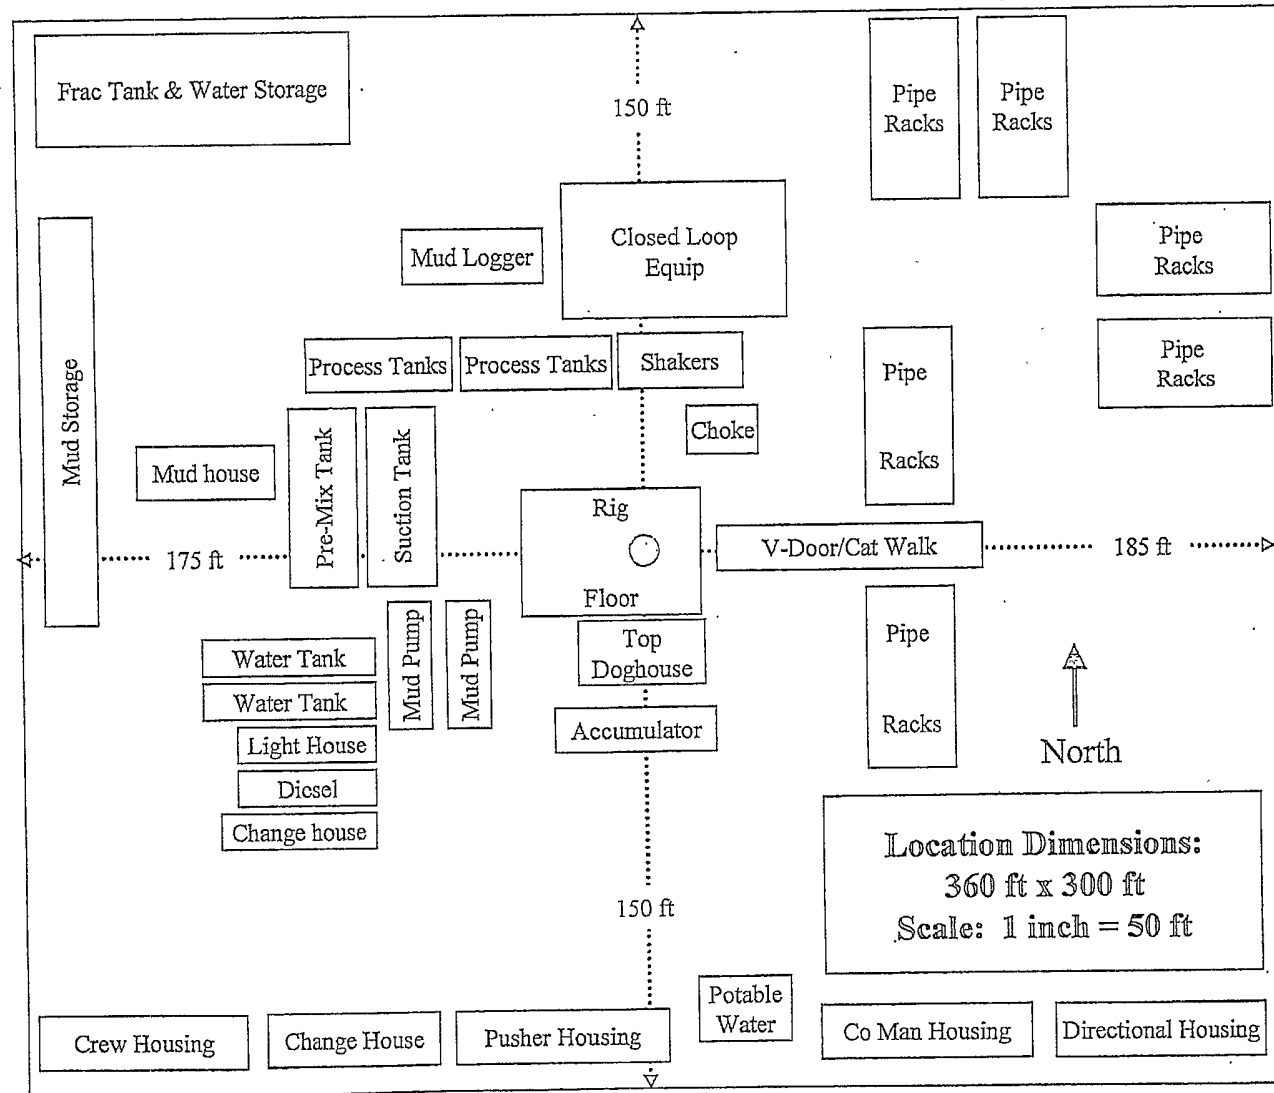 Frac Tank & Water Storage
150 ft
Pipe
Racks
Pipe
Racks
Mud Logger
Closed Loop
Equip
Pipe
Racks
Process Tanks
Process Tanks
Shakers
Pipe
Racks
Pipe
Racks
Mud Storage
Mud house
Pre-Mix Tank
Suction Tank
Choke
Rig
Floor
175 ft
V-Door/Cat Walk
185 ft
Water Tank
Water Tank
Light House
Diesel
Change house
Mud Pump
Mud Pump
Top
Doghouse
Accumulator
Pipe
Racks
North
Location Dimensions:
360 ft x 300 ft
Scale: 1 inch = 50 ft
150 ft
Crew Housing
Change House
Pusher Housing
Potable
Water
Co Man Housing
Directional Housing